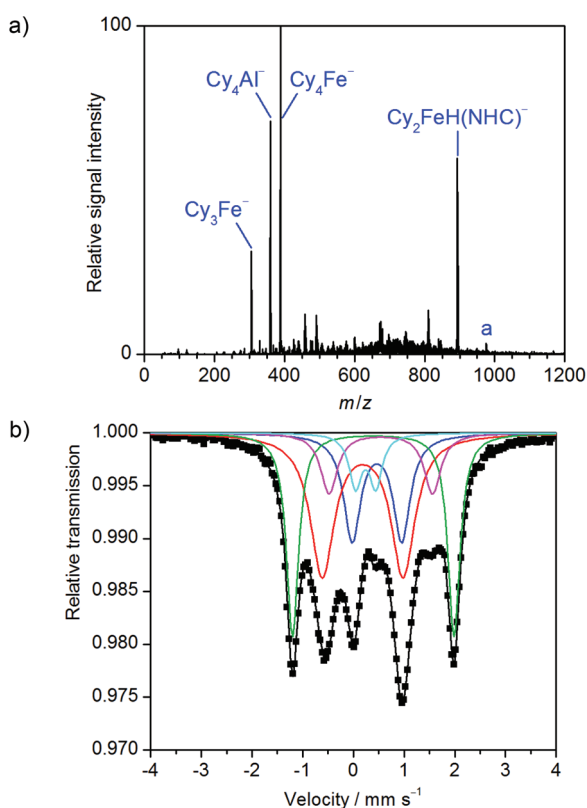 a)
100
Relative signal intensity
0
Cy₄Al⁻
Cy₄Fe⁻
Cy₂FeH(NHC)⁻
Cy₃Fe⁻
a
0 200 400 600 800 1000 1200
m/z
b)
1.000
0.995
0.990
0.985
0.980
0.975
0.970
Relative transmission
-4 -3 -2 -1 0 1 2 3 4
Velocity / mm s⁻¹